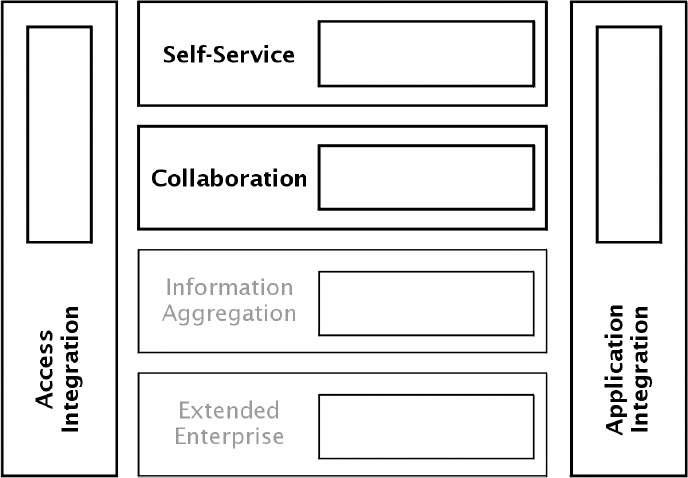 Self-Service
Collaboration
Information
Aggregation
Extended
Enterprise
Access
Integration
Application
Integration